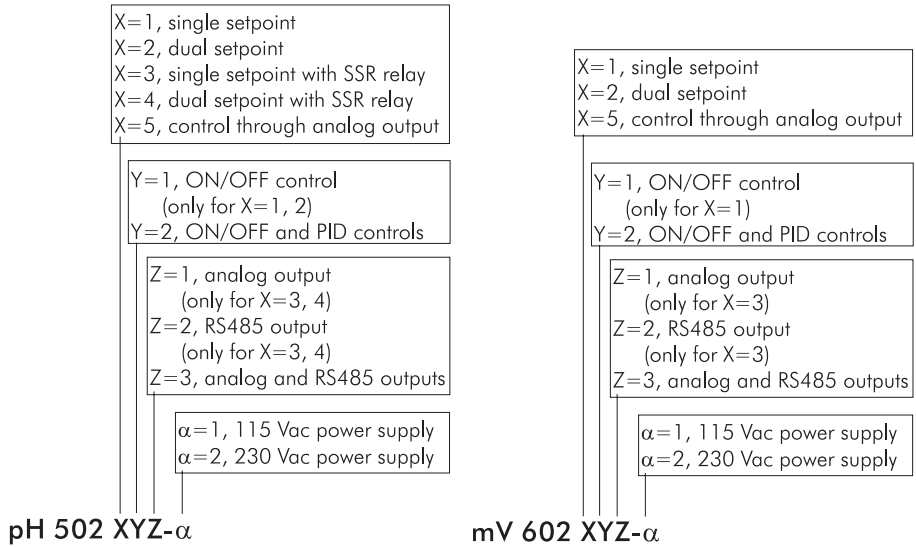 X=1, single setpoint
X=2, dual setpoint
X=3, single setpoint with SSR relay
X=4, dual setpoint with SSR relay
X=5, control through analog output
Y=1, ON/OFF control
(only for X=1, 2)
Y=2, ON/OFF and PID controls
Z=1, analog output
(only for X=3, 4)
Z=2, RS485 output
(only for X=3, 4)
Z=3, analog and RS485 outputs
α=1, 115 Vac power supply
α=2, 230 Vac power supply
pH 502 XYZ-α
X=1, single setpoint
X=2, dual setpoint
X=5, control through analog output
Y=1, ON/OFF control
(only for X=1)
Y=2, ON/OFF and PID controls
Z=1, analog output
(only for X=3)
Z=2, RS485 output
(only for X=3)
Z=3, analog and RS485 outputs
α=1, 115 Vac power supply
α=2, 230 Vac power supply
mV 602 XYZ-α